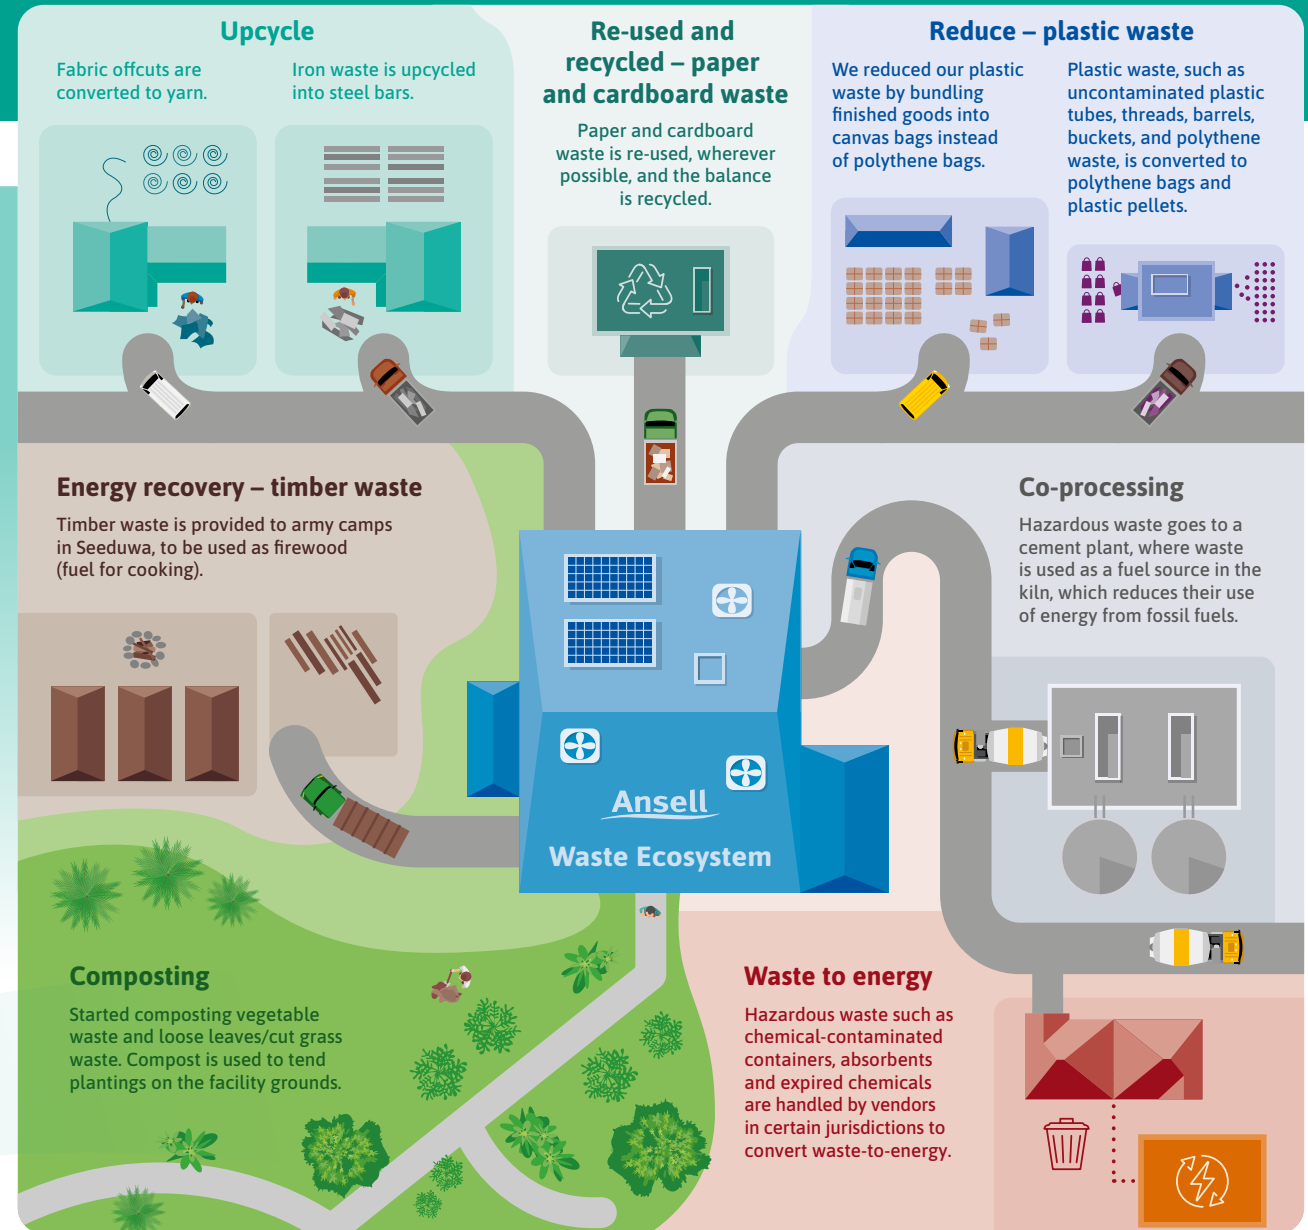 Upcycle
Fabric offcuts are
converted to yarn.
Iron waste is upcycled
into steel bars.
Re-used and
recycled – paper
and cardboard waste
Paper and cardboard
waste is re-used, wherever
possible, and the balance
is recycled.
Reduce – plastic waste
We reduced our plastic
waste by bundling
finished goods into
canvas bags instead
of polythene bags.
Plastic waste, such as
uncontaminated plastic
tubes, threads, barrels,
buckets, and polythene
waste, is converted to
polythene bags and
plastic pellets.
Energy recovery – timber waste
Timber waste is provided to army camps
in Seeduwa, to be used as firewood
(fuel for cooking).
Co-processing
Hazardous waste goes to a
cement plant, where waste
is used as a fuel source in the
kiln, which reduces their use
of energy from fossil fuels.
Ansell
Waste Ecosystem
Composting
Started composting vegetable
waste and loose leaves/cut grass
waste. Compost is used to tend
plantings on the facility grounds.
Waste to energy
Hazardous waste such as
chemical-contaminated
containers, absorbents
and expired chemicals
are handled by vendors
in certain jurisdictions to
convert waste-to-energy.